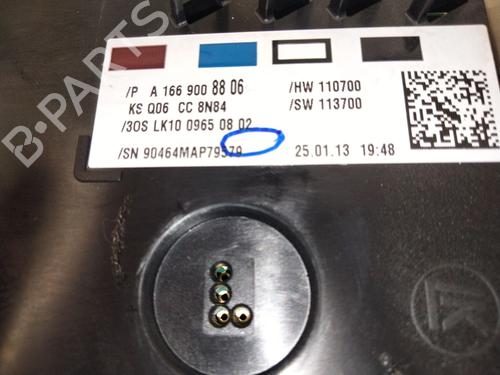 /P A 166 900 88 06 /HW 110700
KS Q06 CC 8N84 /SW 113700
/3OS LK10 0965 08 02
/SN 90464MAP79579 25.01.13 19:48
B-PARTS
LK